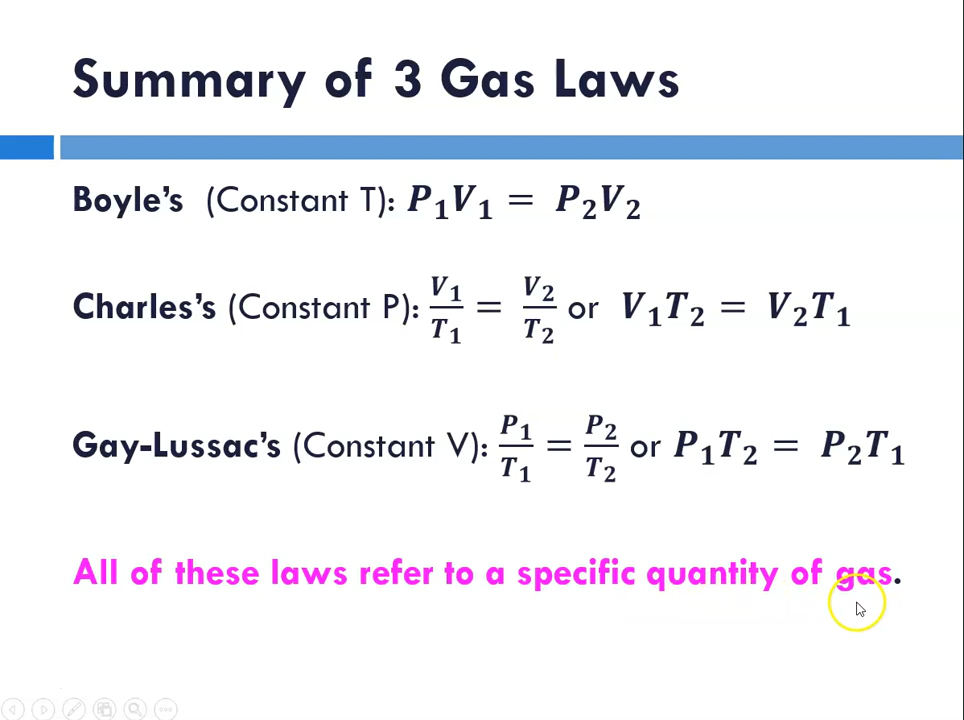 Summary of 3 Gas Laws
Boyle's (Constant T): P₁V₁ = P₂V₂
Charles's (Constant P): V₁/T₁ = V₂/T₂ or V₁T₂ = V₂T₁
Gay-Lussac's (Constant V): P₁/T₁ = P₂/T₂ or P₁T₂ = P₂T₁
All of these laws refer to a specific quantity of gas.